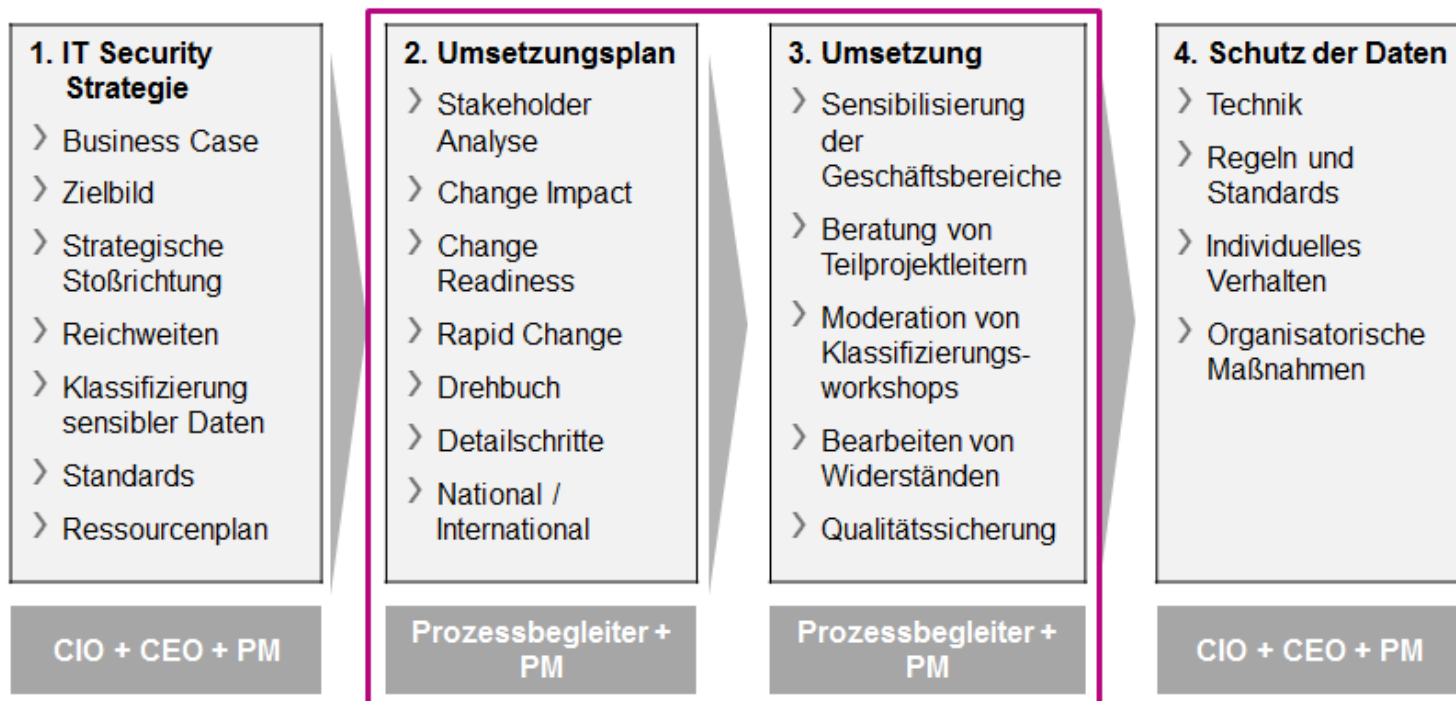 1. IT Security
Strategie
Business Case
Zielbild
Strategische
Stoßrichtung
Reichweiten
Klassifizierung
sensibler Daten
Standards
Ressourcenplan
CIO + CEO + PM
2. Umsetzungsplan
Stakeholder
Analyse
Change Impact
Change
Readiness
Rapid Change
Drehbuch
Detailschritte
National /
International
Prozessbegleiter +
PM
3. Umsetzung
Sensibilisierung
der
Geschäftsbereiche
Beratung von
Teilprojektleitern
Moderation von
Klassifizierungs-
workshops
Bearbeiten von
Widerständen
Qualitätssicherung
Prozessbegleiter +
PM
4. Schutz der Daten
Technik
Regeln und
Standards
Individuelles
Verhalten
Organisatorische
Maßnahmen
CIO + CEO + PM